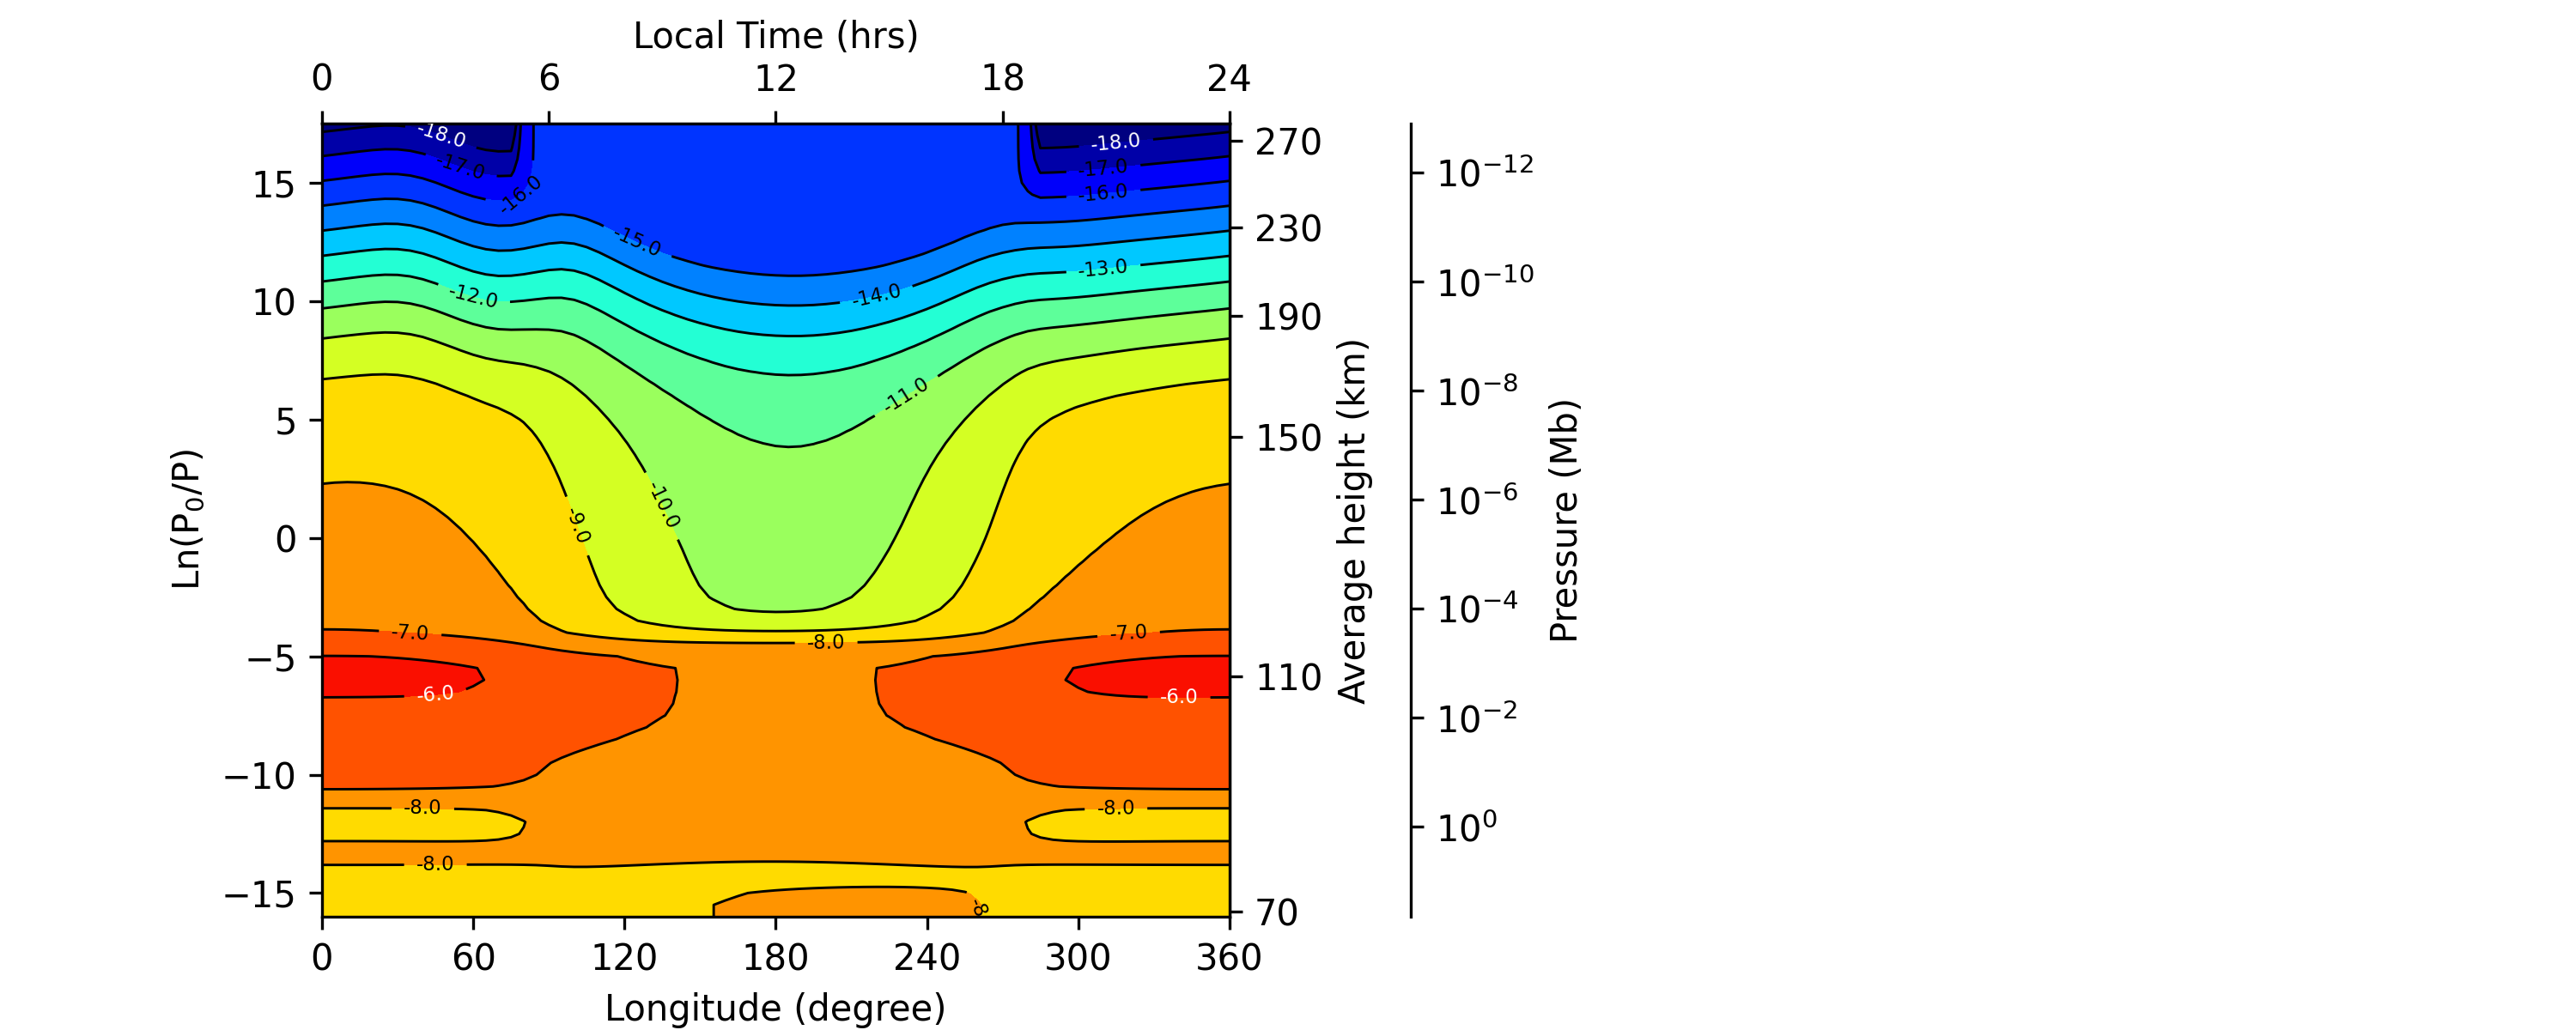 Local Time (hrs)
0 6 12 18 24
-18.0 -18.0 270
-17.0 -17.0 10−12
15 -16.0 -16.0
-15.0 230
-13.0 10−10
10 -12.0 -14.0 190
-11.0 10−8
5 150
Ln(P0/P) -10.0 Average height (km) 10−6 Pressure (Mb)
0 -9.0
10−4
-7.0 -8.0 -7.0
−5 110
-6.0 -6.0 10−2
−10
-8.0 -8.0 100
-8.0
−15 -8 70
0 60 120 180 240 300 360
Longitude (degree)